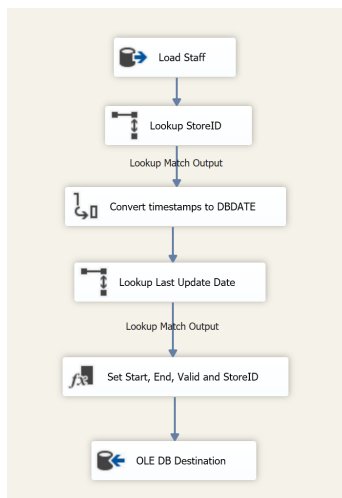 Load Staff
Lookup StoreID
Lookup Match Output
Convert timestamps to DBDATE
Lookup Last Update Date
Lookup Match Output
fx Set Start, End, Valid and StoreID
OLE DB Destination